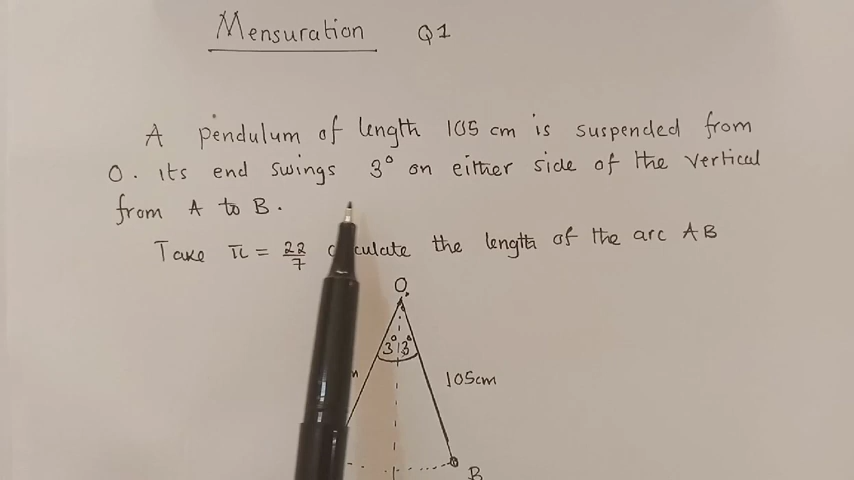 Mensuration Q1
A pendulum of length 105 cm is suspended from
O. its end swings 3° on either side of the vertical
from A to B.
Take π = 22/7 calculate the length of the arc AB
O
3° 3°
105cm
B